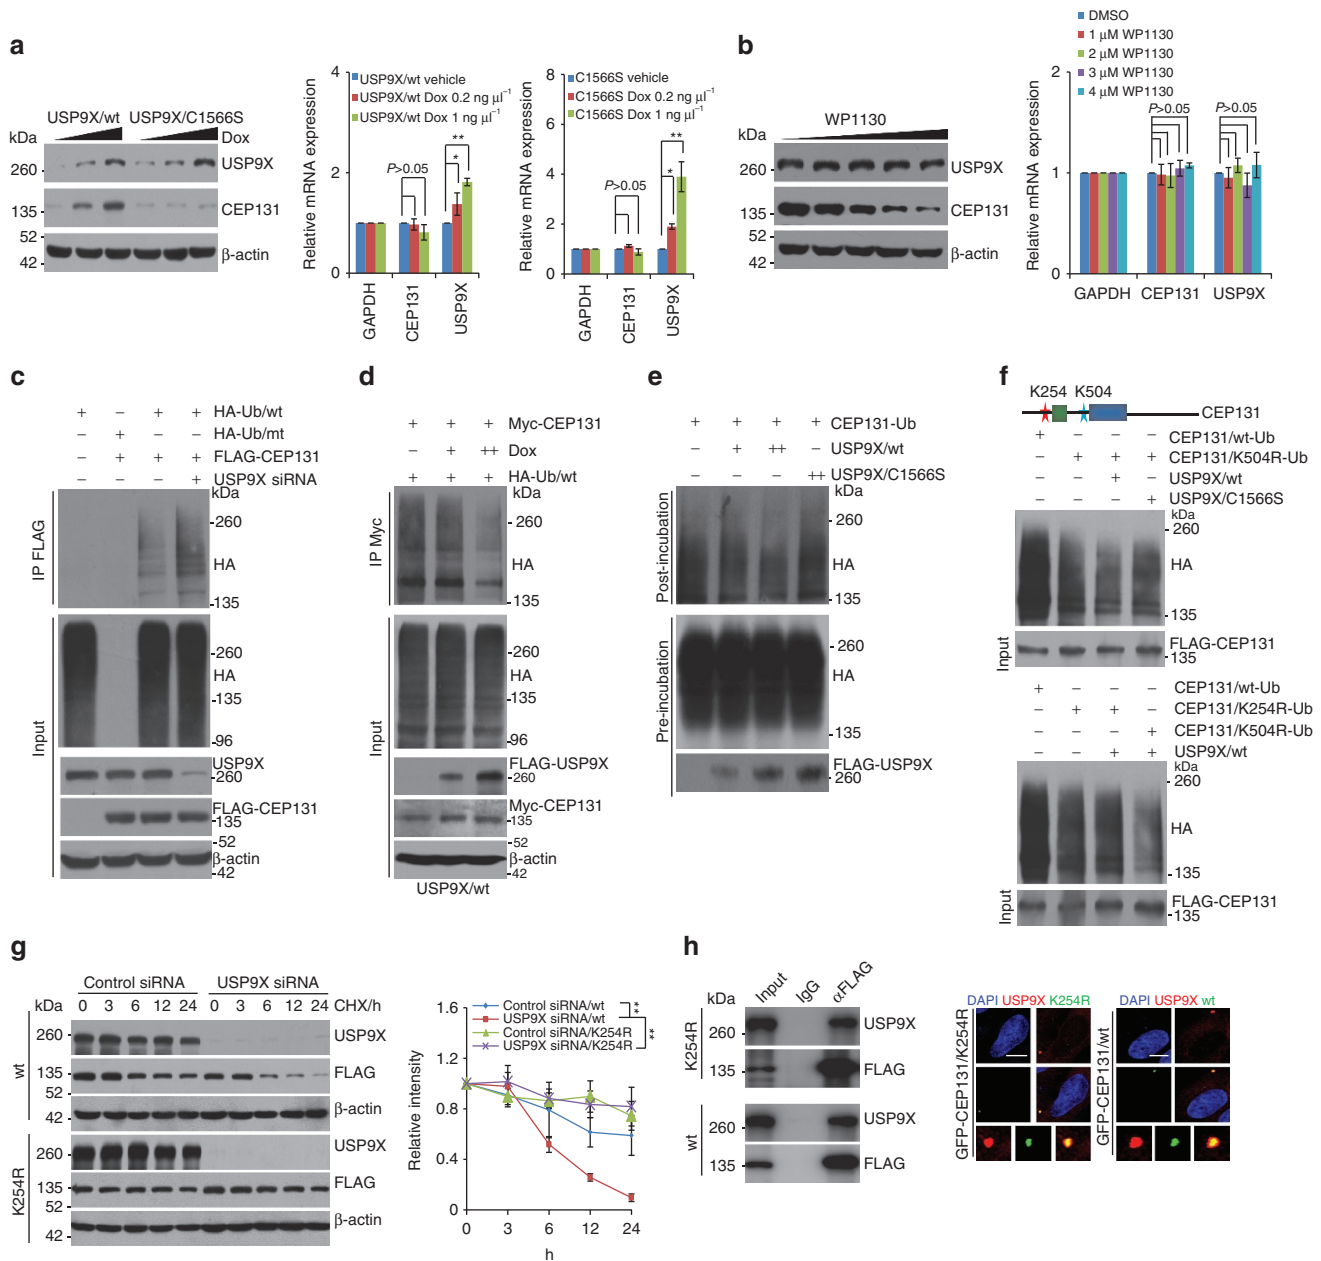 a
USP9X/wt USP9X/C1566S
kDa Dox
260 USP9X
135 CEP131
52
42 β-actin
Relative mRNA expression
4
2
0
USP9X/wt vehicle
USP9X/wt Dox 0.2 ng μl⁻¹
USP9X/wt Dox 1 ng μl⁻¹
P>0.05
*
**
GAPDH
CEP131
USP9X
Relative mRNA expression
8
6
4
2
0
C1566S vehicle
C1566S Dox 0.2 ng μl⁻¹
C1566S Dox 1 ng μl⁻¹
P>0.05
*
**
GAPDH
CEP131
USP9X
b
WP1130
kDa
260 USP9X
135 CEP131
52
42 β-actin
DMSO
1 μM WP1130
2 μM WP1130
3 μM WP1130
4 μM WP1130
Relative mRNA expression
2
1
0
P>0.05 P>0.05
GAPDH CEP131 USP9X
c
+ − + + HA-Ub/wt
− + − − HA-Ub/mt
− + + + FLAG-CEP131
− − − + USP9X siRNA
kDa
IP FLAG
260
HA
135
Input
260
HA
135
96
USP9X
260
FLAG-CEP131
135
52
β-actin
42
d
+ + + Myc-CEP131
− + ++ Dox
+ + + HA-Ub/wt
kDa
IP Myc
260
HA
135
Input
260
HA
135
96
FLAG-USP9X
260
Myc-CEP131
135
52
β-actin
42
USP9X/wt
e
+ + + + CEP131-Ub
− + ++ − USP9X/wt
− − − ++ USP9X/C1566S
kDa
Post-incubation
260
HA
135
Pre-incubation
260
HA
135
FLAG-USP9X
260
f
K254 K504
CEP131
+ − − − CEP131/wt-Ub
− + + + CEP131/K504R-Ub
− − + − USP9X/wt
− − − + USP9X/C1566S
kDa
260
HA
135
Input
FLAG-CEP131
135
+ − − − CEP131/wt-Ub
− + + − CEP131/K254R-Ub
− − − + CEP131/K504R-Ub
− − + + USP9X/wt
kDa
260
HA
135
Input
FLAG-CEP131
135
g
Control siRNA USP9X siRNA
kDa 0 3 6 12 24 0 3 6 12 24 CHX/h
wt
260 USP9X
135 FLAG
52
42 β-actin
K254R
260 USP9X
135 FLAG
52
42 β-actin
Relative intensity
1.6
1.2
0.8
0.4
0
Control siRNA/wt
USP9X siRNA/wt
Control siRNA/K254R
USP9X siRNA/K254R
**
**
0 3 6 12 24
h
h
Input IgG αFLAG
kDa
K254R
260 USP9X
135 FLAG
wt
260 USP9X
135 FLAG
DAPI USP9X K254R
GFP-CEP131/K254R
DAPI USP9X wt
GFP-CEP131/wt